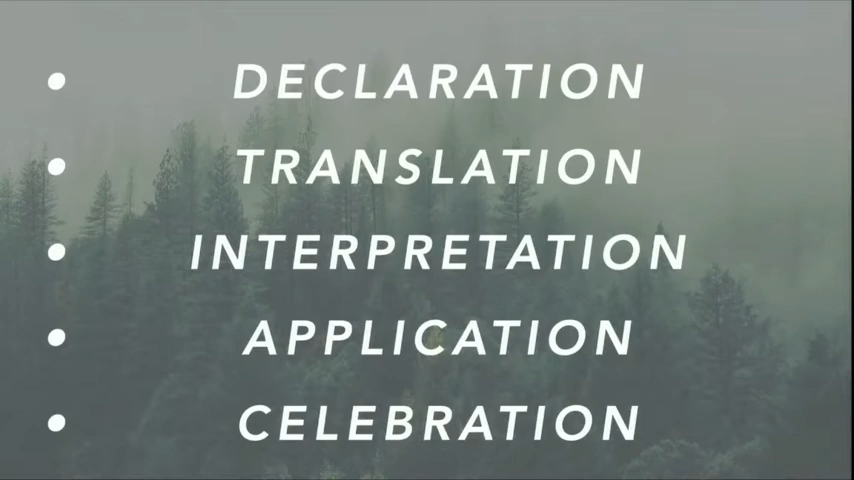 • DECLARATION
• TRANSLATION
• INTERPRETATION
• APPLICATION
• CELEBRATION